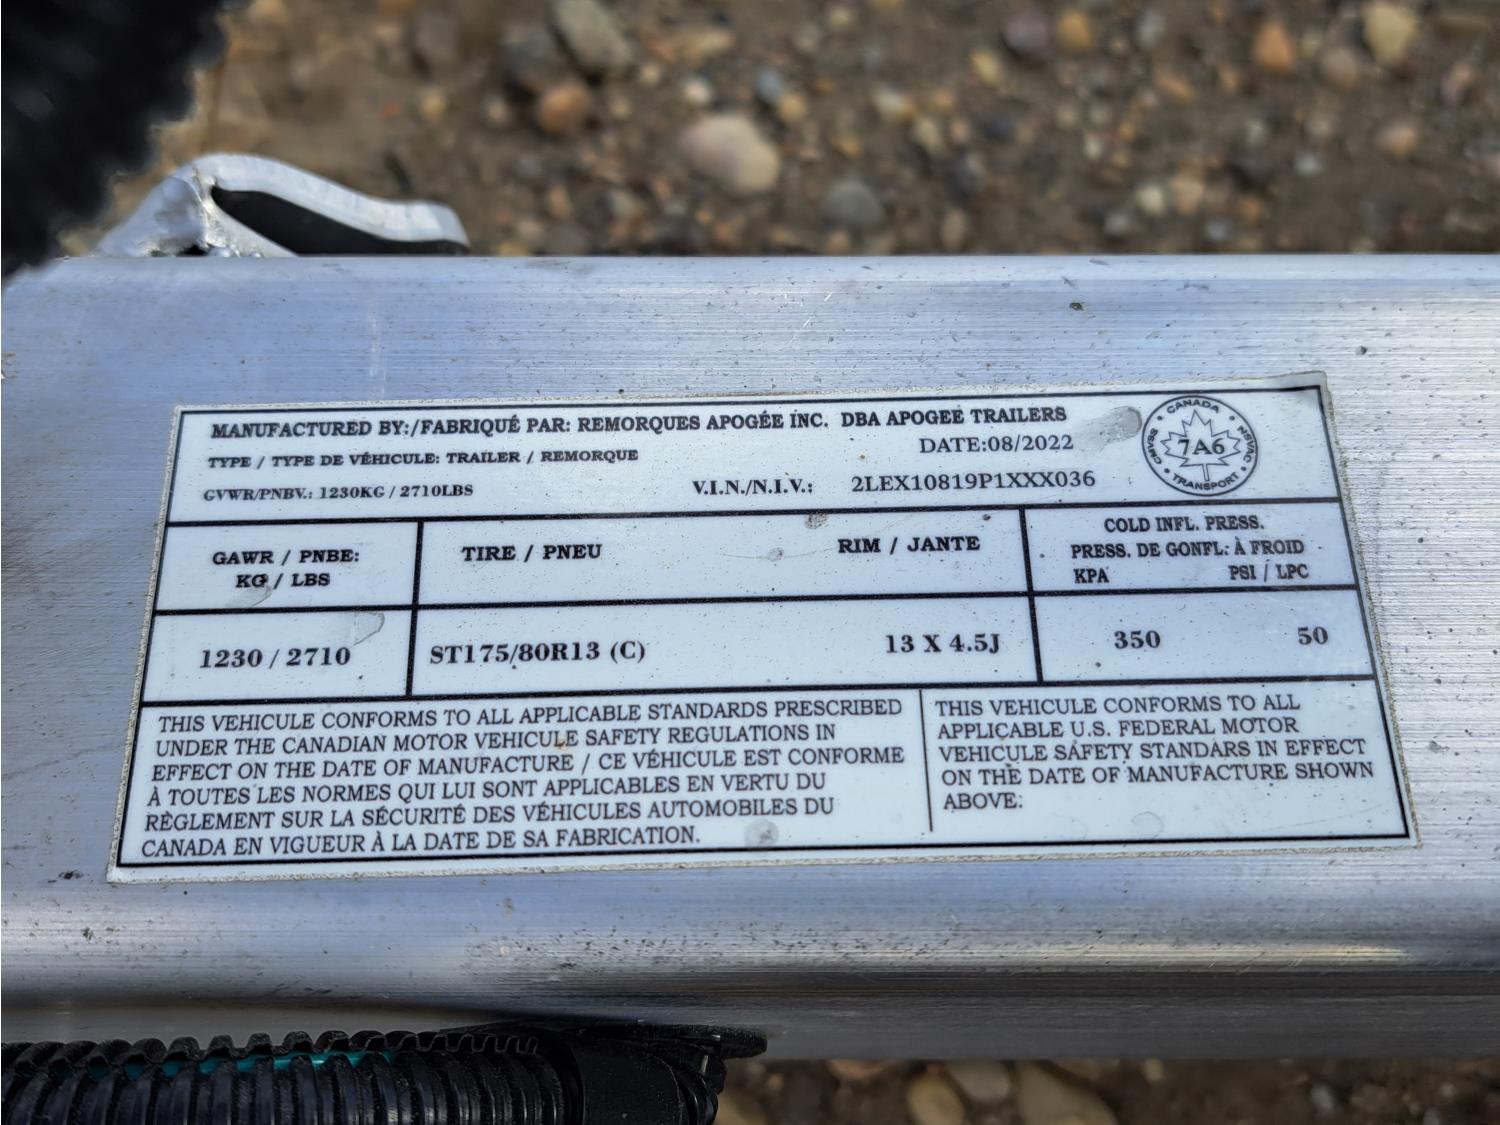 MANUFACTURED BY:/FABRIQUÉ PAR: REMORQUES APOGÉE INC. DBA APOGEE TRAILERS
TYPE / TYPE DE VÉHICULE: TRAILER / REMORQUE
DATE:08/2022
GVWR/PNBV.: 1230KG / 2710LBS
V.I.N./N.I.V.: 2LEX10819P1XXX036
CANADA
7A6
TRANSPORT
NSVAC
CMVSS
GAWR / PNBE:
KG / LBS
TIRE / PNEU
RIM / JANTE
COLD INFL. PRESS.
PRESS. DE GONFL: À FROID
KPA PSI / LPC
1230 / 2710
ST175/80R13 (C)
13 X 4.5J
350 50
THIS VEHICULE CONFORMS TO ALL APPLICABLE STANDARDS PRESCRIBED
UNDER THE CANADIAN MOTOR VEHICULE SAFETY REGULATIONS IN
EFFECT ON THE DATE OF MANUFACTURE / CE VÉHICULE EST CONFORME
À TOUTES LES NORMES QUI LUI SONT APPLICABLES EN VERTU DU
RÈGLEMENT SUR LA SÉCURITÉ DES VÉHICULES AUTOMOBILES DU
CANADA EN VIGUEUR À LA DATE DE SA FABRICATION.
THIS VEHICULE CONFORMS TO ALL
APPLICABLE U.S. FEDERAL MOTOR
VEHICULE SAFETY STANDARS IN EFFECT
ON THE DATE OF MANUFACTURE SHOWN
ABOVE: